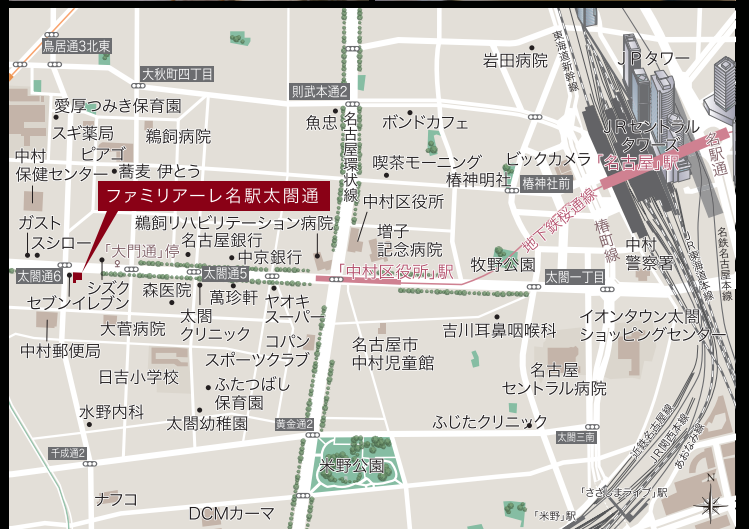 鳥居通3北東
大秋町四丁目
岩田病院
東海道新幹線
JPタワー
則武本通2
愛厚つみき保育園
魚忠
名古屋環状線
ボンドカフェ
スギ薬局
鵜飼病院
JRセントラル
タワーズ
名駅通
中村
保健センター
ピアゴ
蕎麦 伊とう
喫茶モーニング
ビックカメラ
「名古屋」駅
椿神明社
椿神社前
ファミリアーレ名駅太閤通
中村区役所
地下鉄桜通線
ガスト
スシロー
鵜飼リハビリテーション病院
増子
記念病院
椿町線
「大門通」停
名古屋銀行
中京銀行
牧野公園
中村
警察署
JR東海道本線
名鉄名古屋本線
太閤通6
太閤通5
「中村区役所」駅
太閤一丁目
シズク
セブンイレブン
森医院
萬珍軒
ヤオキ
スーパー
太閤
クリニック
吉川耳鼻咽喉科
イオンタウン太閤
ショッピングセンター
大菅病院
中村郵便局
コパン
スポーツクラブ
名古屋市
中村児童館
日吉小学校
ふたつばし
保育園
名古屋
セントラル病院
水野内科
太閤幼稚園
黄金通2
ふじたクリニック
太閤三南
近鉄名古屋線
JR関西本線
あおなみ線
千成通2
米野公園
N
ナフコ
「ささしまライブ」駅
DCMカーマ
「米野」駅